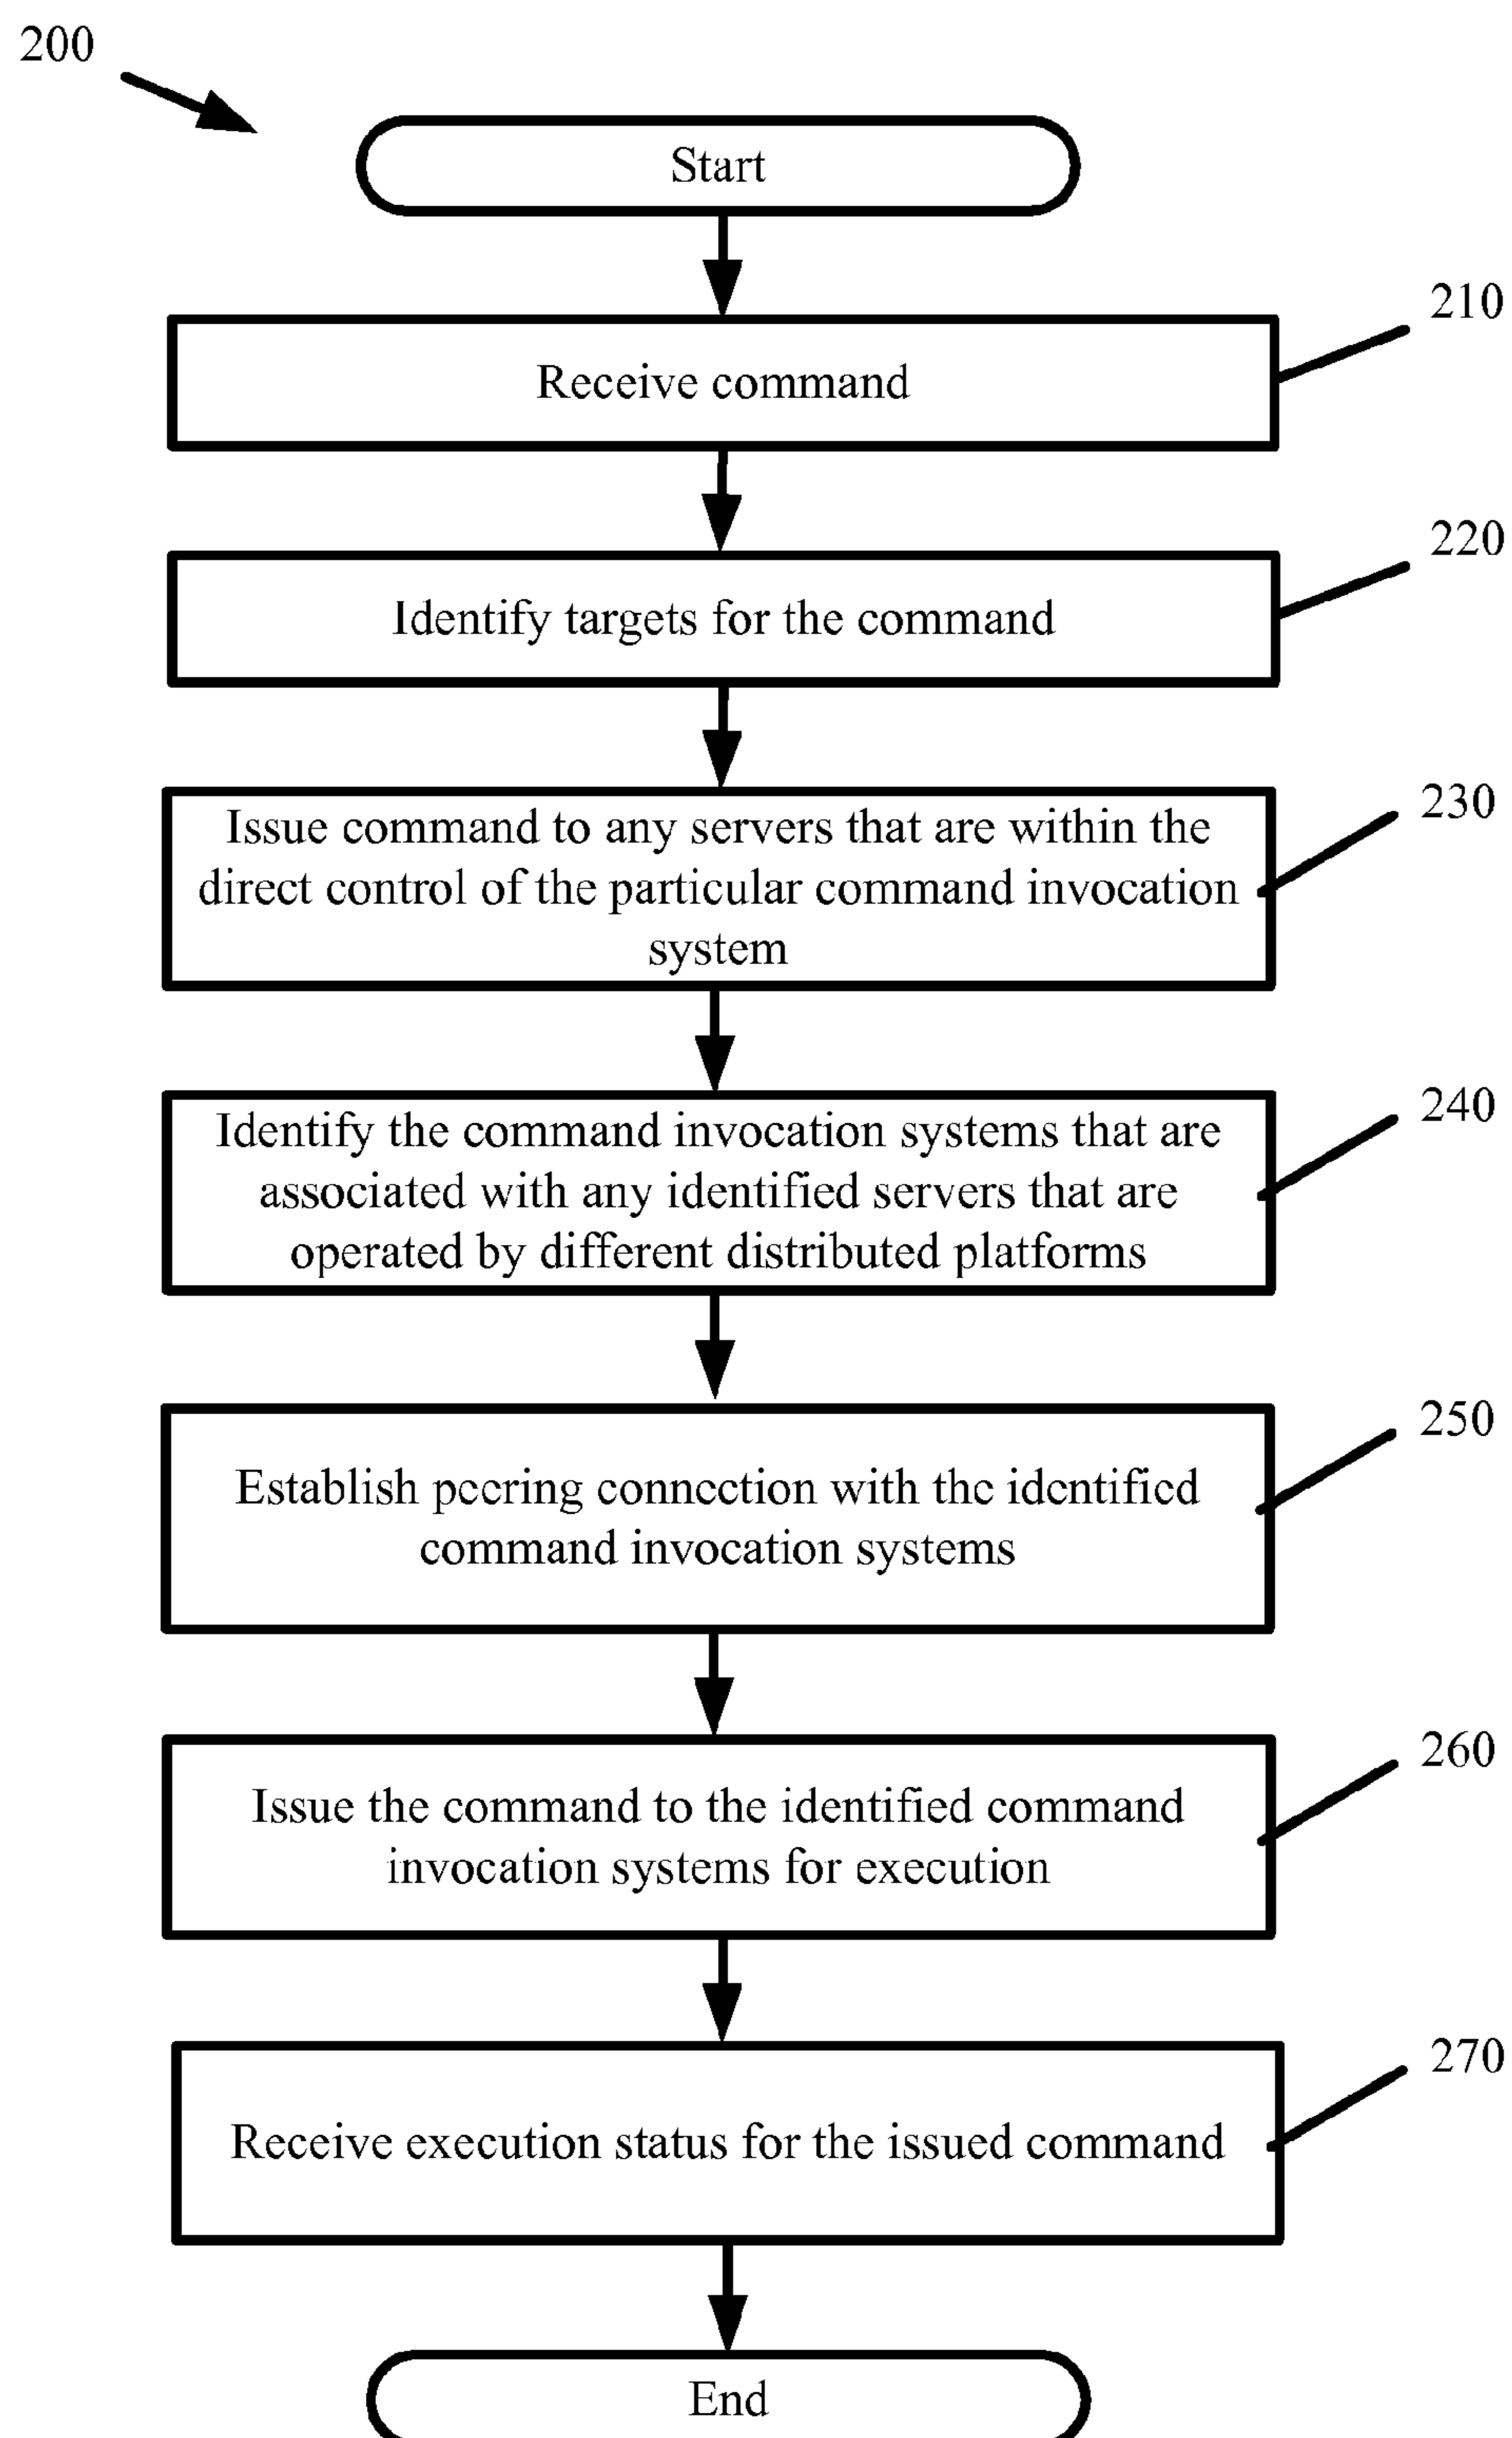 200
Start
210
Receive command
220
Identify targets for the command
230
Issue command to any servers that are within the
direct control of the particular command invocation
system
240
Identify the command invocation systems that are
associated with any identified servers that are
operated by different distributed platforms
250
Establish peering connection with the identified
command invocation systems
260
Issue the command to the identified command
invocation systems for execution
270
Receive execution status for the issued command
End